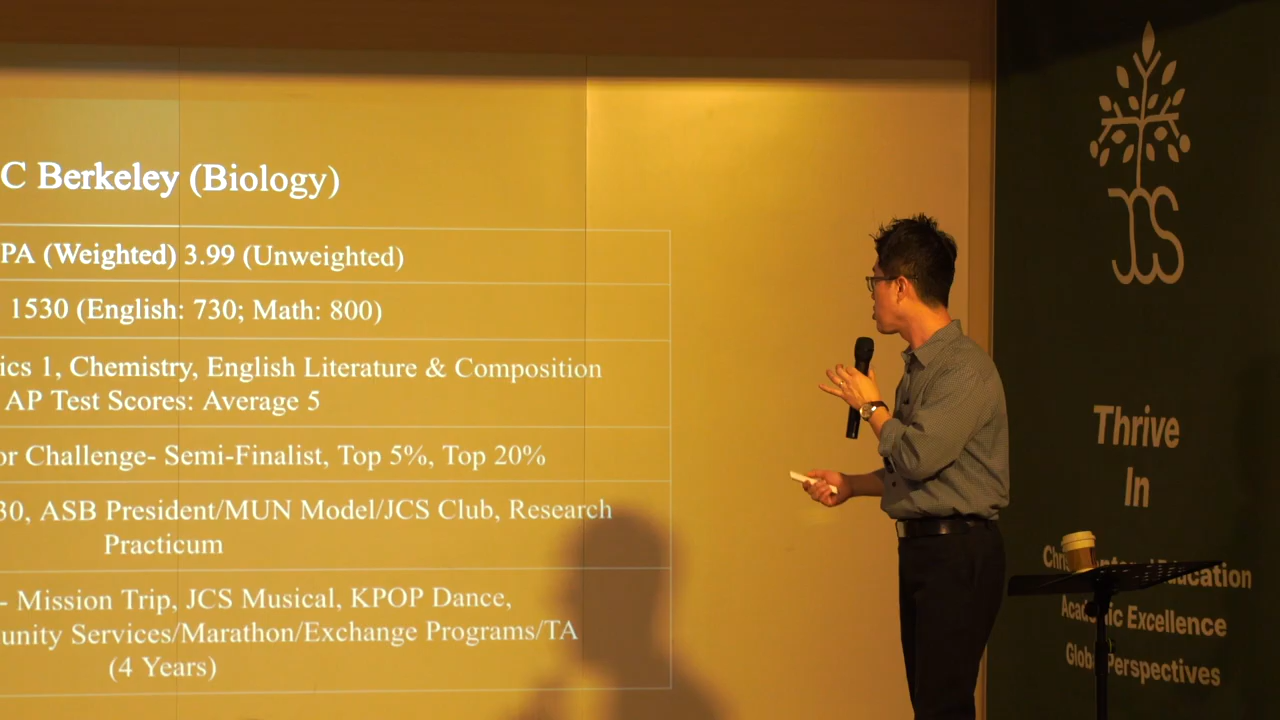 C Berkeley (Biology)
PA (Weighted) 3.99 (Unweighted)
1530 (English: 730; Math: 800)
ics 1, Chemistry, English Literature & Composition
AP Test Scores: Average 5
or Challenge- Semi-Finalist, Top 5%, Top 20%
30, ASB President/MUN Model/JCS Club, Research
Practicum
- Mission Trip, JCS Musical, KPOP Dance,
unity Services/Marathon/Exchange Programs/TA
(4 Years)
JCS
Thrive
In
Education
Academic Excellence
Global Perspectives